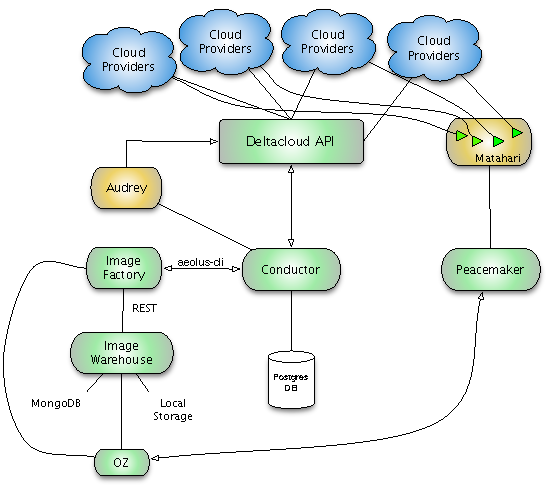 Cloud
Providers
Cloud
Providers
Cloud
Providers
Cloud
Providers
Deltacloud API
Matahari
Audrey
Image
Factory
aeolus-cli
Conductor
Peacemaker
REST
Image
Warehouse
Postgres
DB
MongoDB
Local
Storage
OZ